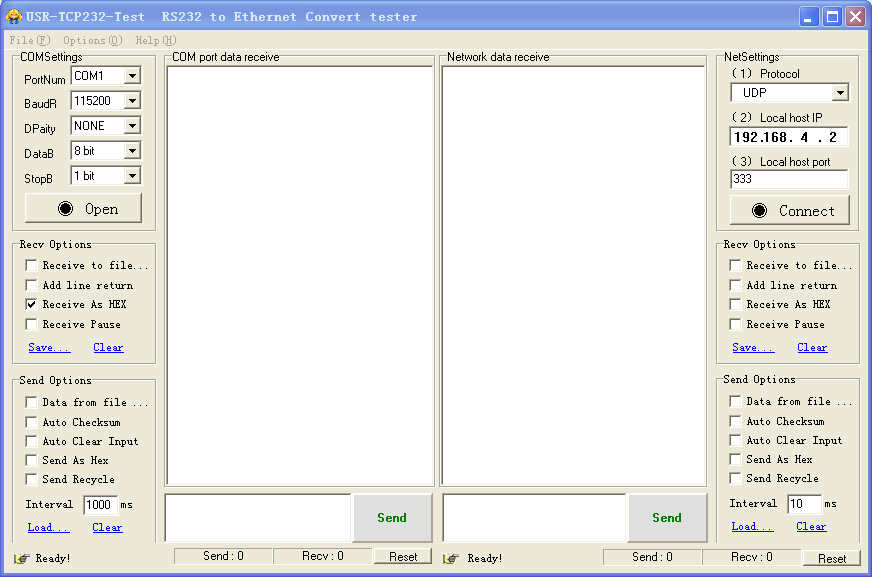 USR-TCP232-Test  RS232 to Ethernet Convert tester
File(F)  Options(O)  Help(H)
COMSettings
PortNum COM1
BaudR 115200
DPaity NONE
DataB 8 bit
StopB 1 bit
Open
Recv Options
Receive to file...
Add line return
Receive As HEX
Receive Pause
Save...  Clear
Send Options
Data from file ...
Auto Checksum
Auto Clear Input
Send As Hex
Send Recycle
Interval 1000 ms
Load...  Clear
COM port data receive
Send
Network data receive
Send
NetSettings
(1) Protocol
UDP
(2) Local host IP
192.168. 4 . 2
(3) Local host port
333
Connect
Recv Options
Receive to file...
Add line return
Receive As HEX
Receive Pause
Save...  Clear
Send Options
Data from file ...
Auto Checksum
Auto Clear Input
Send As Hex
Send Recycle
Interval 10 ms
Load...  Clear
Ready!  Send : 0  Recv : 0  Reset  Ready!  Send : 0  Recv : 0  Reset